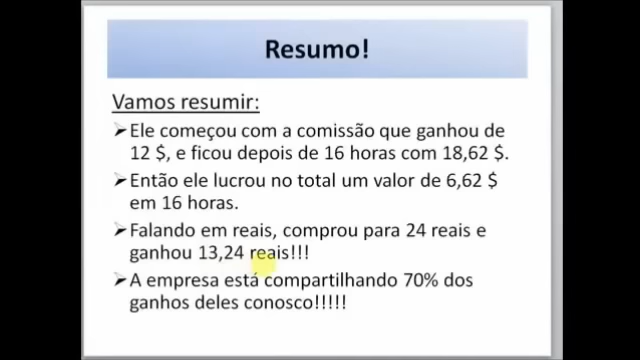 Resumo!
Vamos resumir:
➢Ele começou com a comissão que ganhou de
12 $, e ficou depois de 16 horas com 18,62 $.
➢Então ele lucrou no total um valor de 6,62 $
em 16 horas.
➢Falando em reais, comprou para 24 reais e
ganhou 13,24 reais!!!
➢A empresa está compartilhando 70% dos
ganhos deles conosco!!!!!